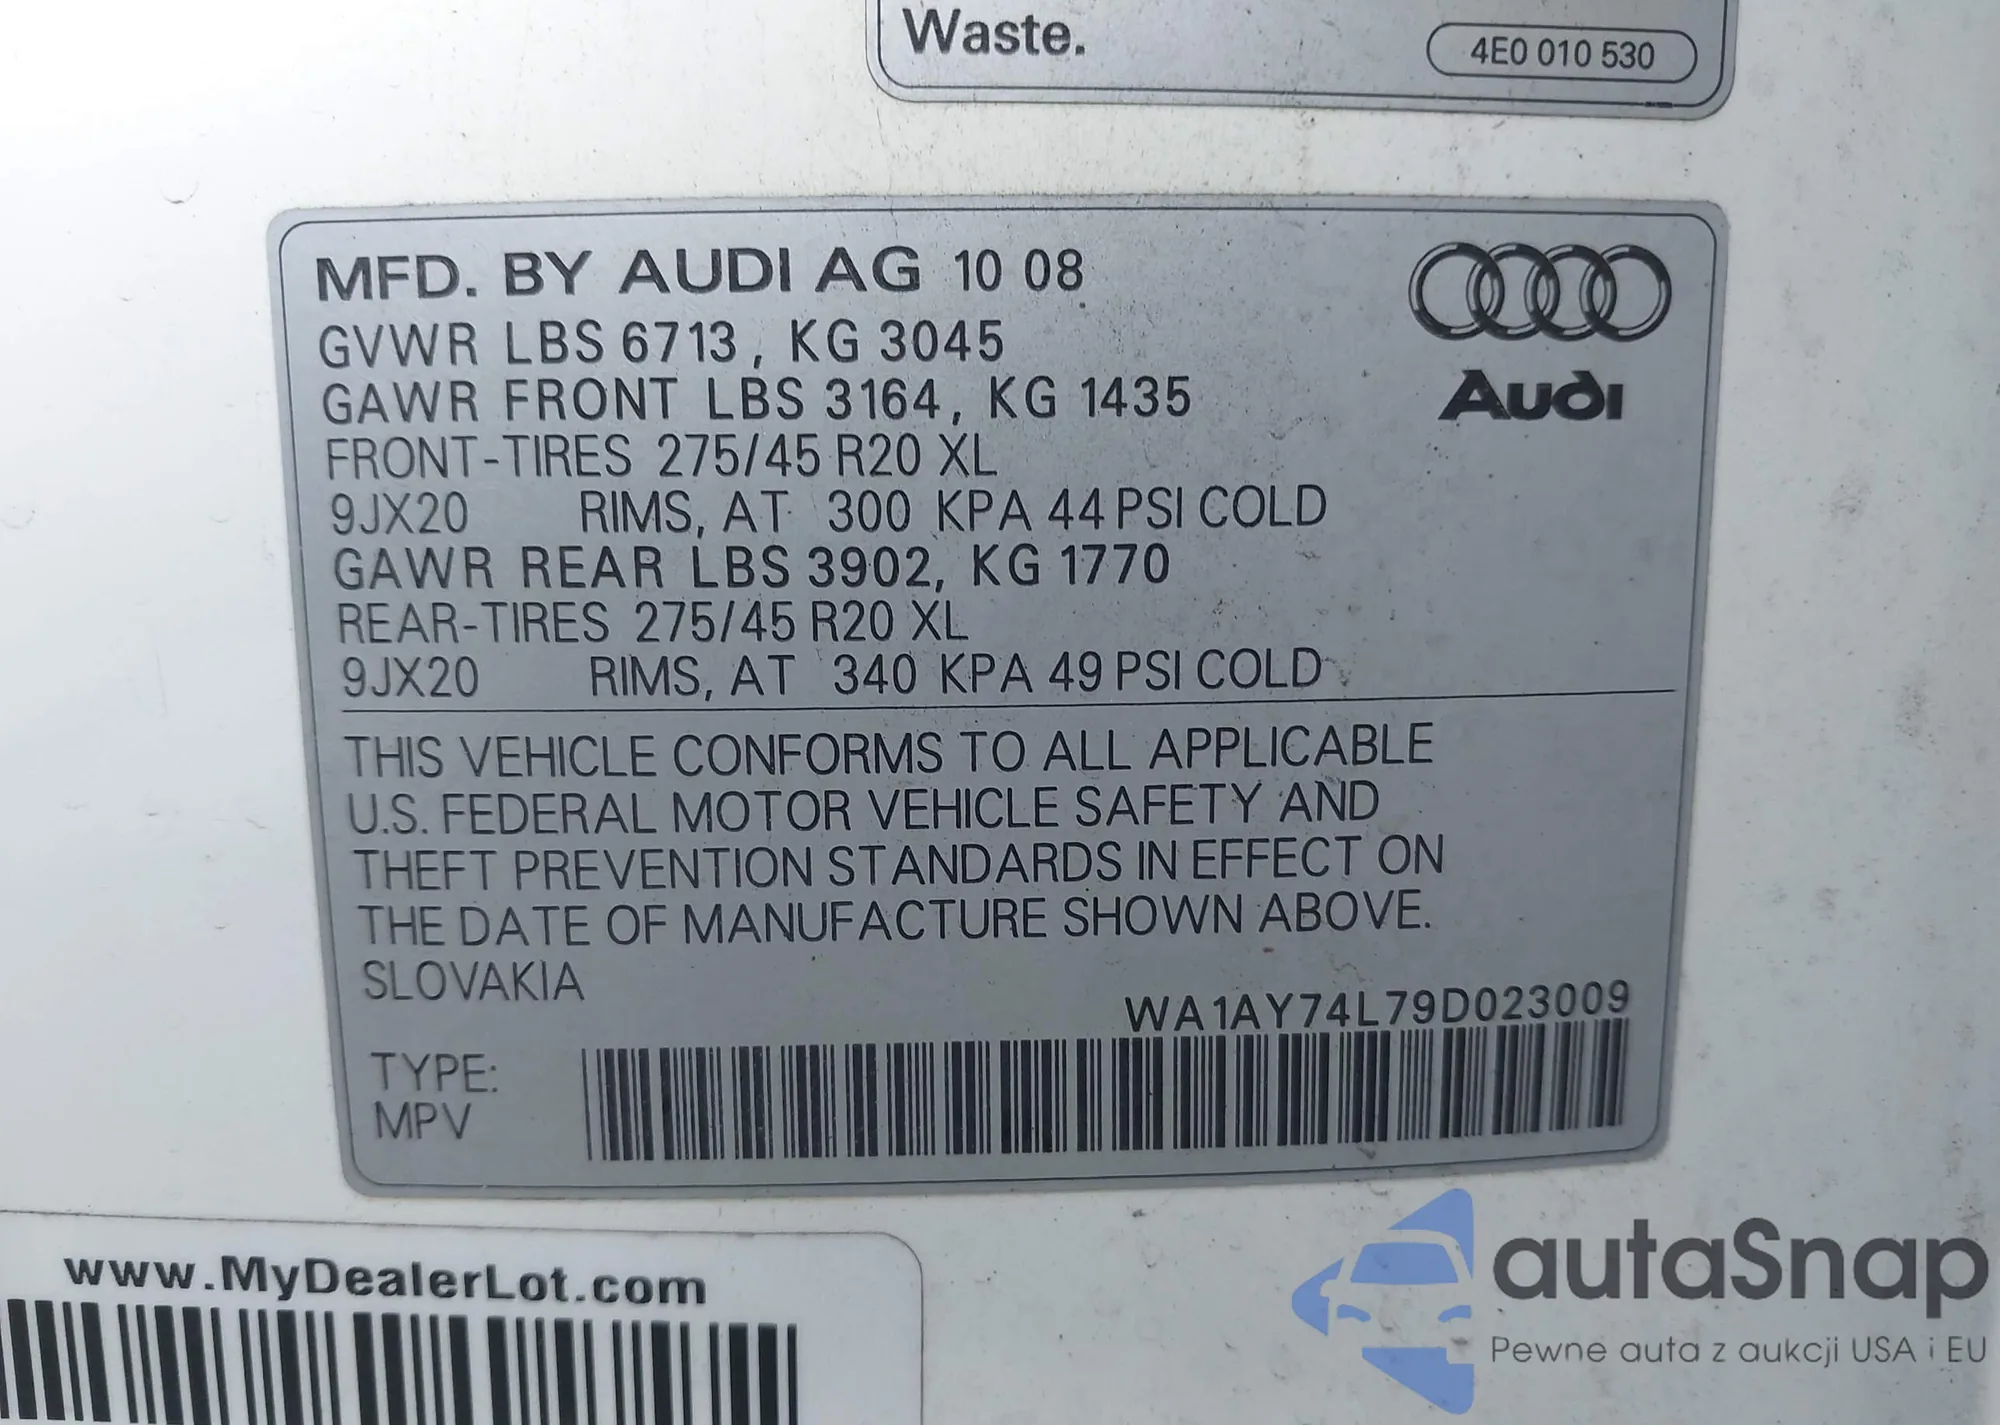 Waste.
4E0 010 530
MFD. BY AUDI AG 10 08
GVWR LBS 6713, KG 3045
GAWR FRONT LBS 3164, KG 1435
FRONT-TIRES 275/45 R20 XL
9JX20 RIMS, AT 300 KPA 44 PSI COLD
GAWR REAR LBS 3902, KG 1770
REAR-TIRES 275/45 R20 XL
9JX20 RIMS, AT 340 KPA 49 PSI COLD
Audi
THIS VEHICLE CONFORMS TO ALL APPLICABLE
U.S. FEDERAL MOTOR VEHICLE SAFETY AND
THEFT PREVENTION STANDARDS IN EFFECT ON
THE DATE OF MANUFACTURE SHOWN ABOVE.
SLOVAKIA
WA1AY74L79D023009
TYPE:
MPV
www.MyDealerLot.com
autaSnap
Pewne auta z aukcji USA i EU